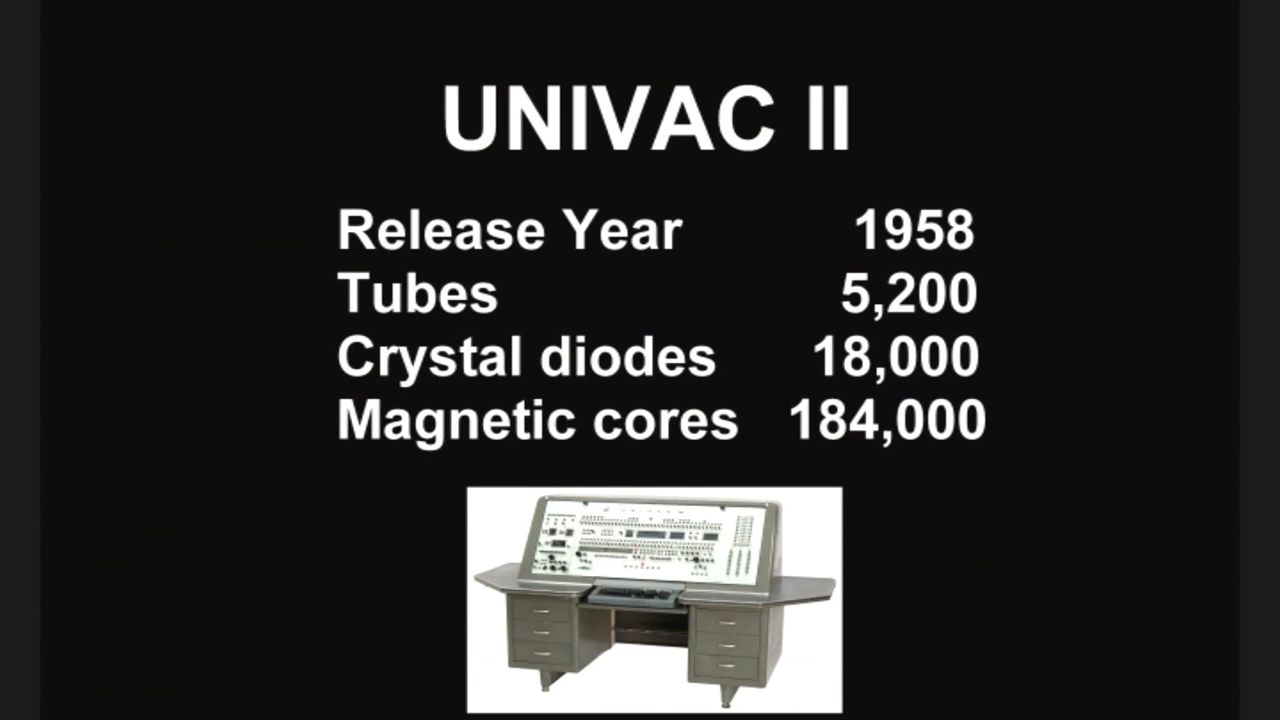 UNIVAC II
Release Year 1958
Tubes 5,200
Crystal diodes 18,000
Magnetic cores 184,000